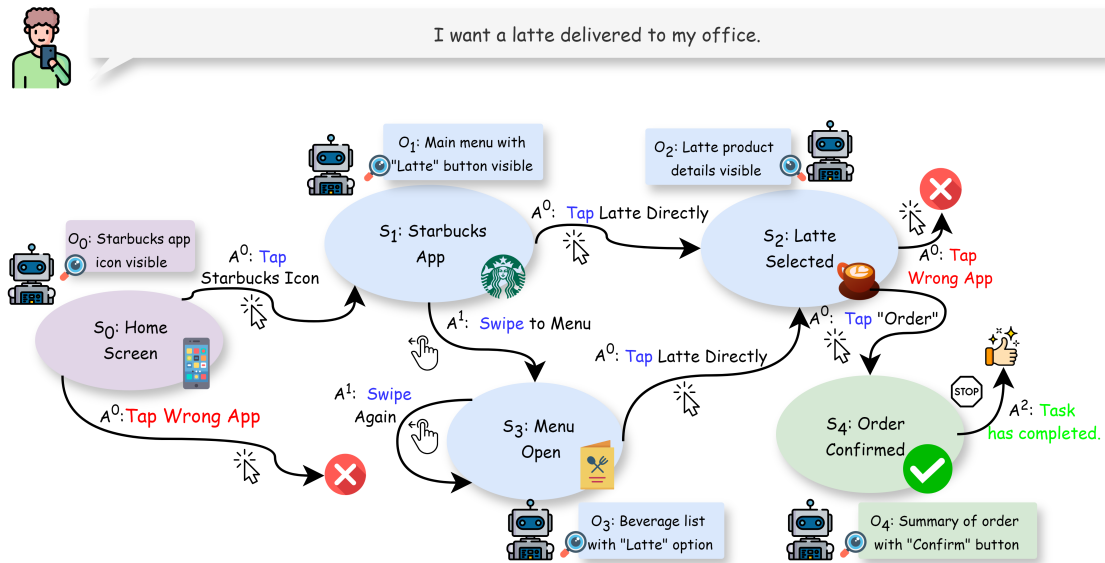 I want a latte delivered to my office.
O₁: Main menu with
"Latte" button visible
O₂: Latte product
details visible
O₀: Starbucks app
icon visible
A⁰: Tap
Starbucks Icon
S₁: Starbucks
App
A⁰: Tap Latte Directly
S₂: Latte
Selected
A⁰: Tap
Wrong App
S₀: Home
Screen
A¹: Swipe to Menu
A⁰: Tap "Order"
A⁰: Tap Latte Directly
A⁰:Tap Wrong App
A¹: Swipe
Again
S₃: Menu
Open
STOP
A²: Task
has completed.
S₄: Order
Confirmed
O₃: Beverage list
with "Latte" option
O₄: Summary of order
with "Confirm" button